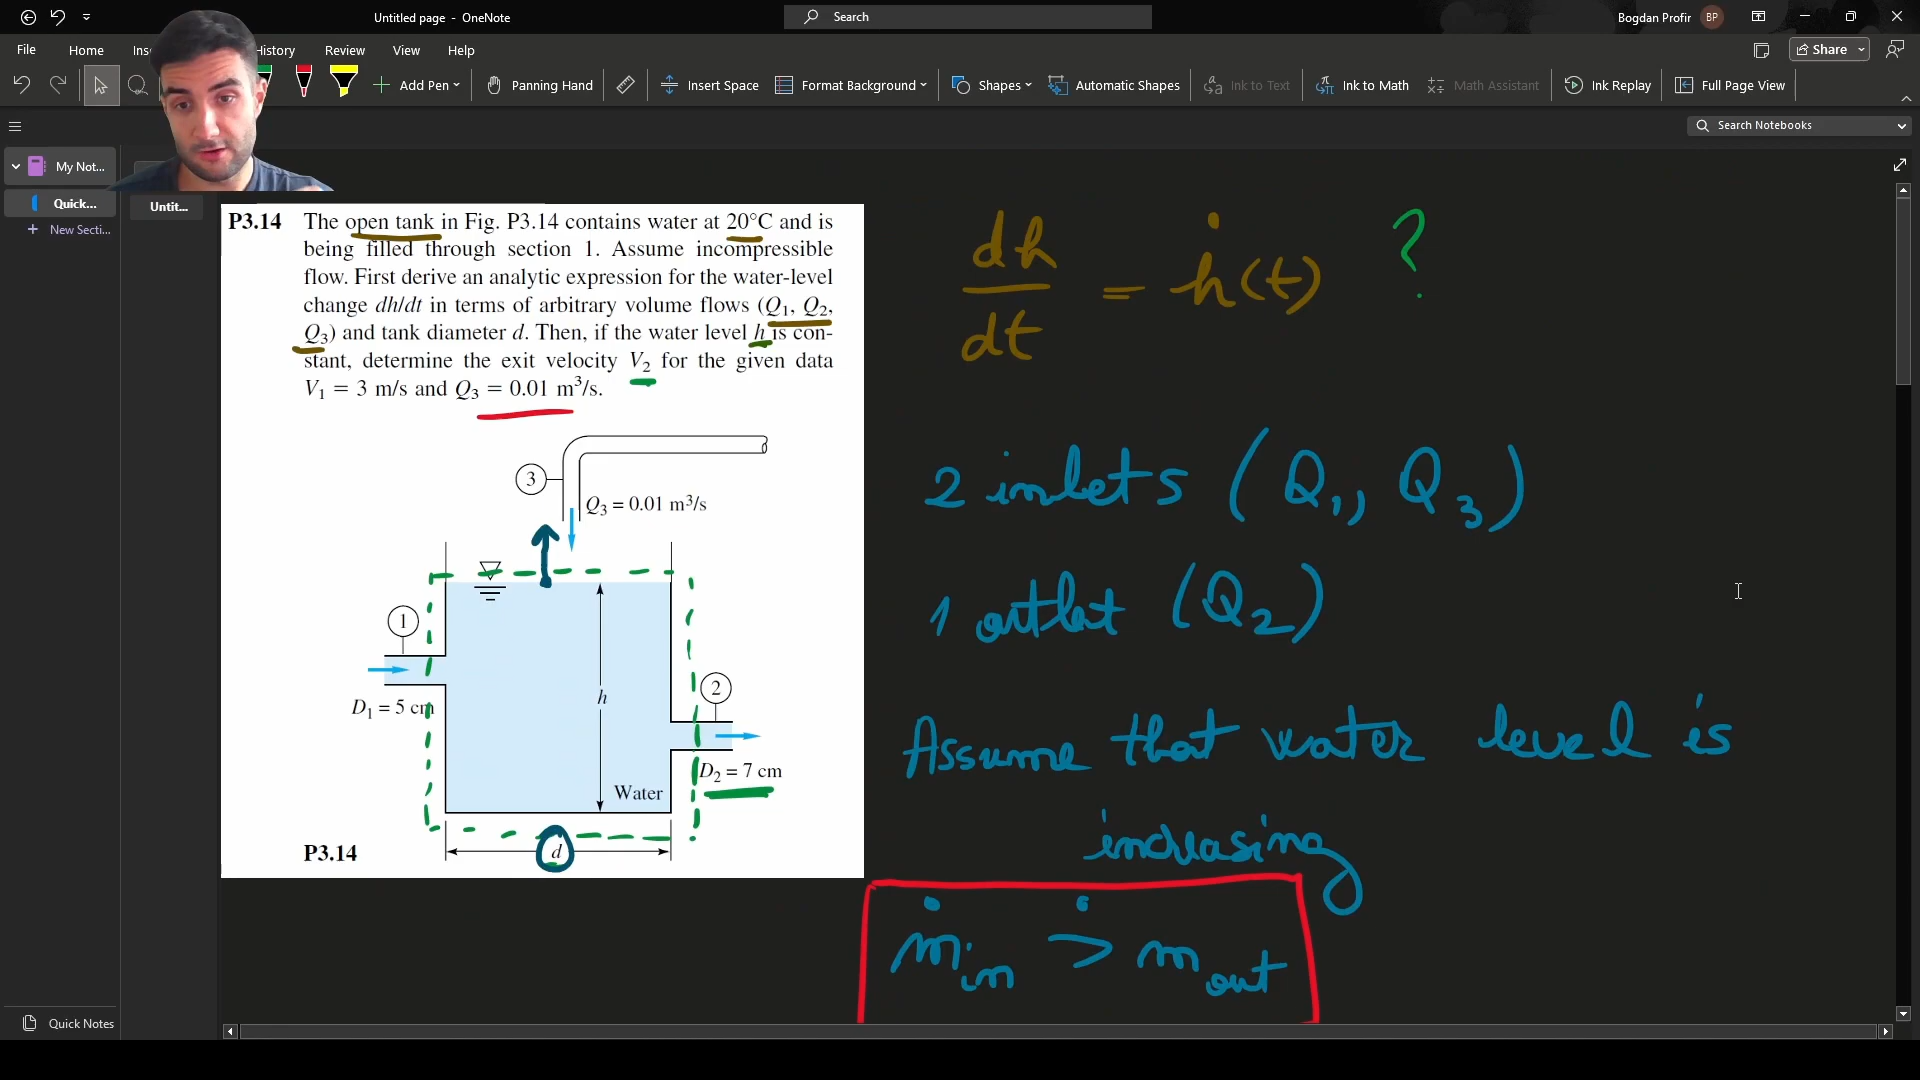 Untitled page - OneNote
Search
Bogdan Profir BP
File Home Ins History Review View Help
Share
Add Pen Panning Hand Insert Space Format Background Shapes Automatic Shapes Ink to Text Ink to Math Math Assistant Ink Replay Full Page View
Search Notebooks
My Not...
Quick...
New Secti...
Untit...
P3.14 The open tank in Fig. P3.14 contains water at 20°C and is
being filled through section 1. Assume incompressible
flow. First derive an analytic expression for the water-level
change dh/dt in terms of arbitrary volume flows (Q₁, Q₂,
Q₃) and tank diameter d. Then, if the water level h is con-
stant, determine the exit velocity V₂ for the given data
V₁ = 3 m/s and Q₃ = 0.01 m³/s.
3
Q₃ = 0.01 m³/s
1
h
2
D₁ = 5 cm
D₂ = 7 cm
Water
d
P3.14
dh/dt = ḣ(t) ?
2 inlets (Q₁, Q₃)
1 outlet (Q₂)
Assume that water level is
increasing
ṁin > ṁout
Quick Notes